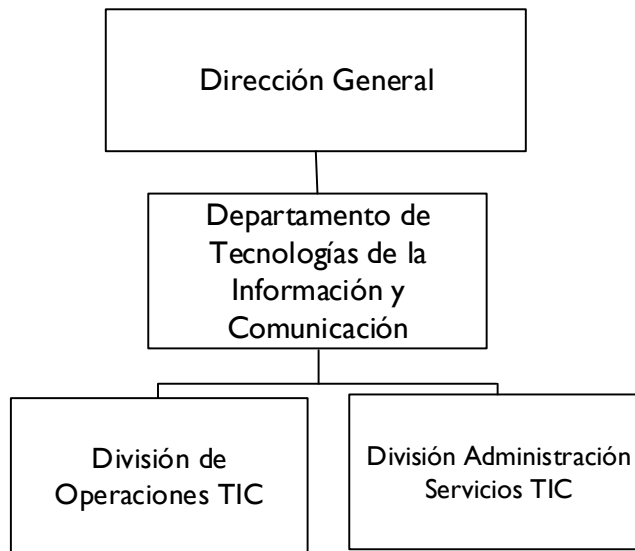 Dirección General
Departamento de
Tecnologías de la
Información y
Comunicación
División de
Operaciones TIC
División Administración
Servicios TIC